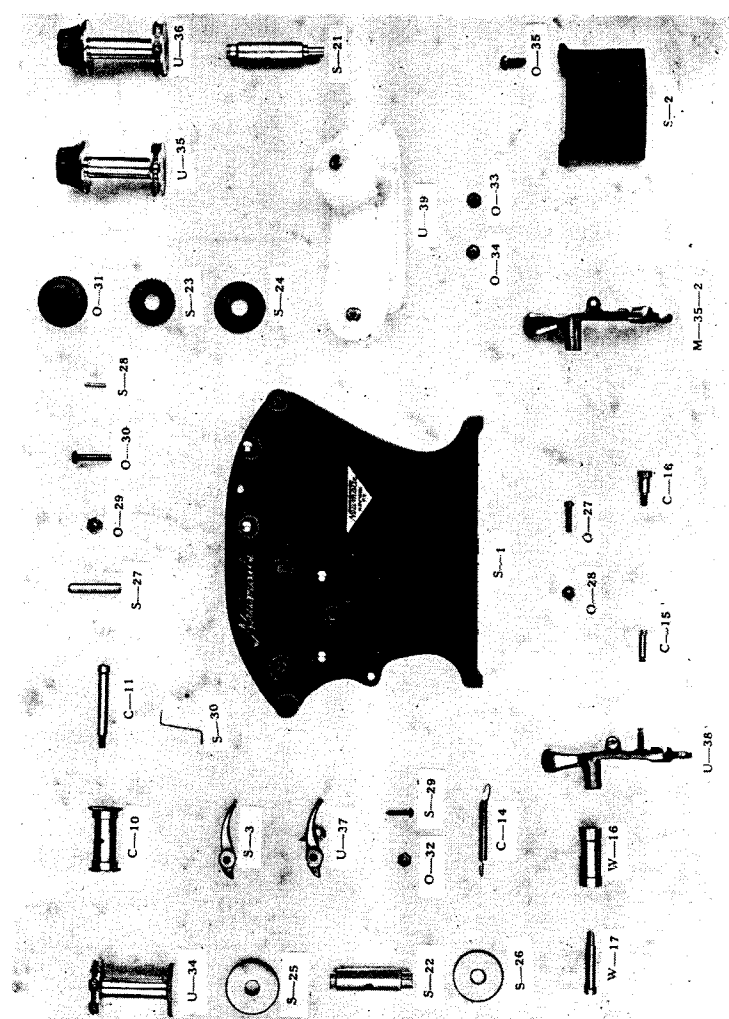 U—36
S—21
O—35
S—2
U—35
U—39
O—33
O—34
O—31
S—23
S—24
M—35—2
S—28
O—30
O—29
S—27
C—11
S—30
S—1
O—27
O—28
C—16
C—15
U—38
C—10
S—3
U—37
S—29
O—32
C—14
W—16
W—17
U—34
S—25
S—22
S—26